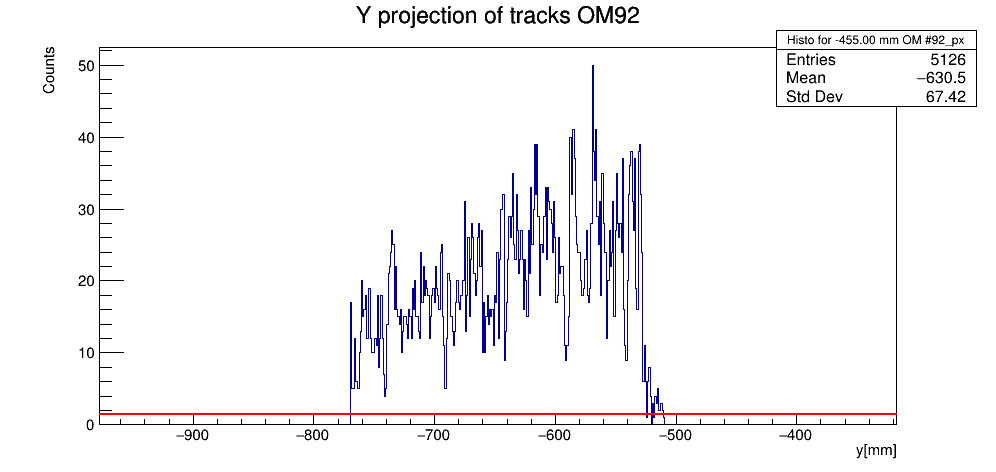 Y projection of tracks OM92
Histo for -455.00 mm OM #92_px
Entries 5126
Mean −630.5
Std Dev 67.42
Counts
50
40
30
20
10
0
−900 −800 −700 −600 −500 −400
y[mm]